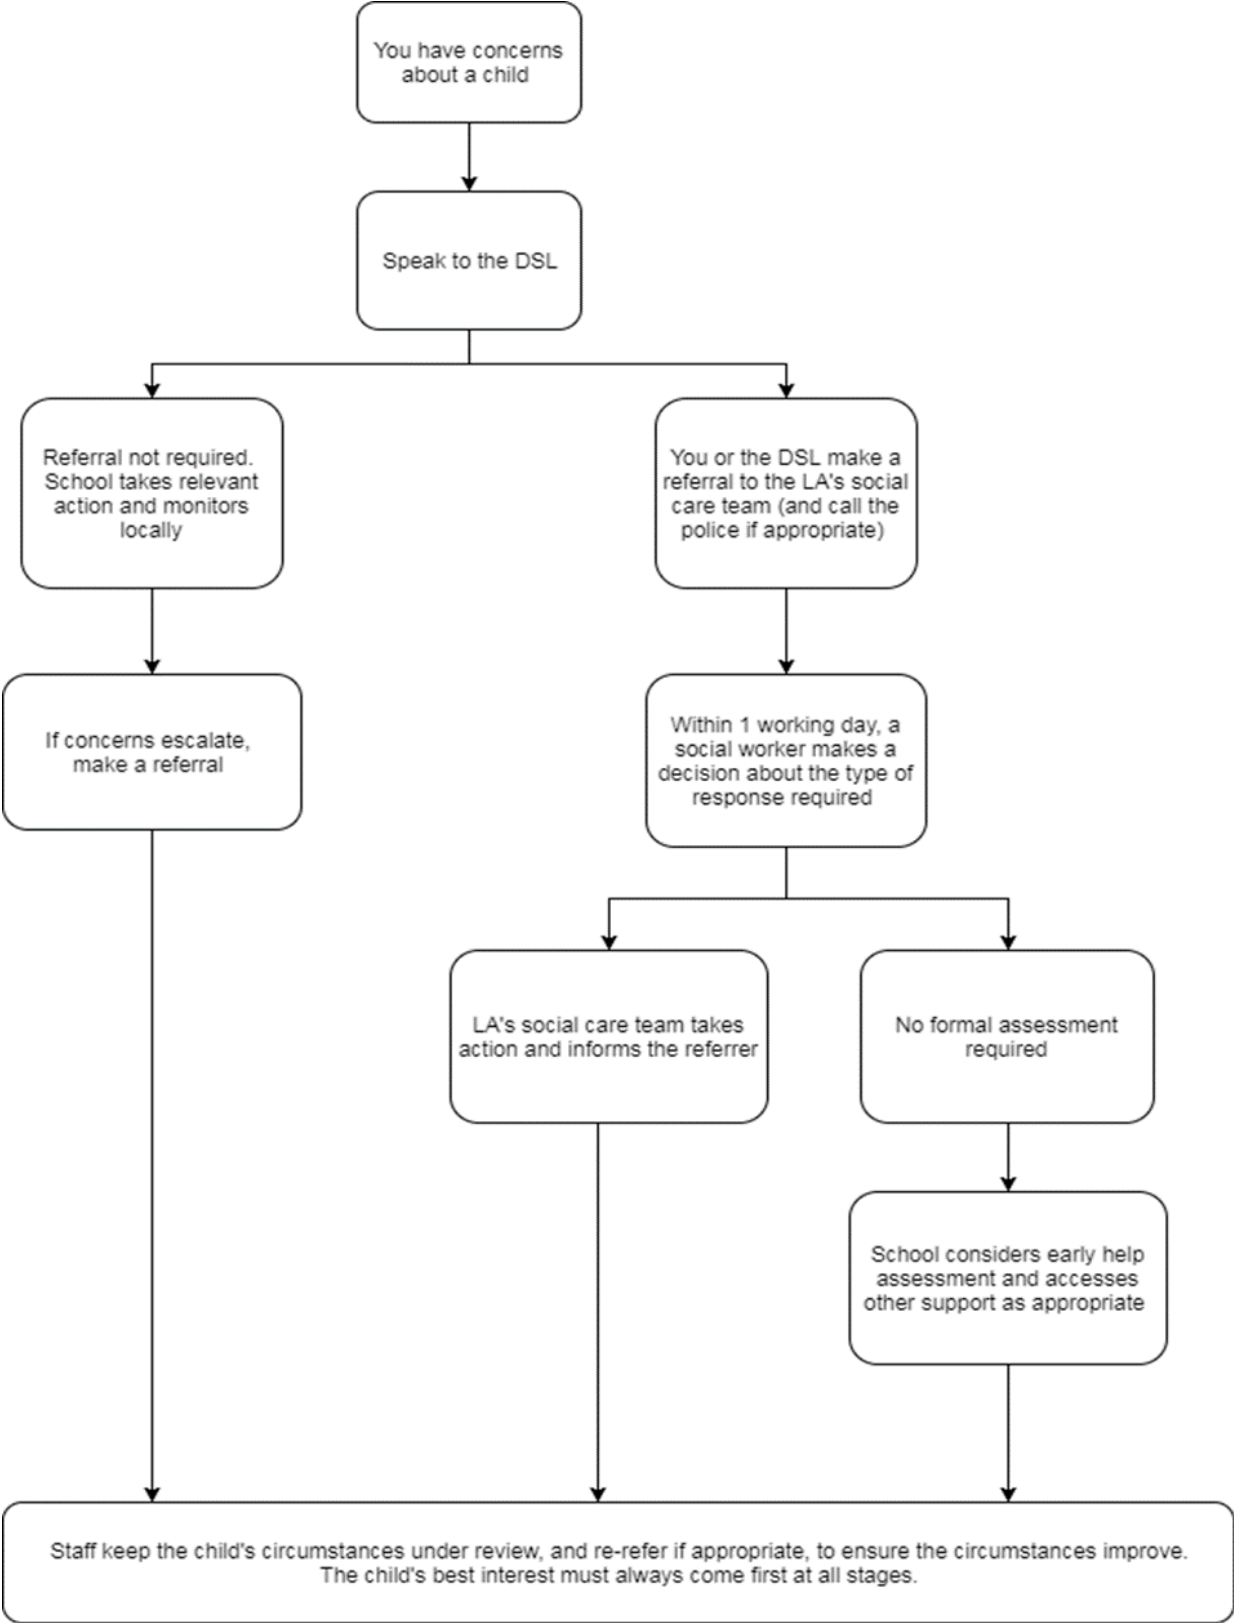 You have concerns
about a child
Speak to the DSL
Referral not required.
School takes relevant
action and monitors
locally
You or the DSL make a
referral to the LA's social
care team (and call the
police if appropriate)
If concerns escalate,
make a referral
Within 1 working day, a
social worker makes a
decision about the type of
response required
LA's social care team takes
action and informs the referrer
No formal assessment
required
School considers early help
assessment and accesses
other support as appropriate
Staff keep the child's circumstances under review, and re-refer if appropriate, to ensure the circumstances improve.
The child's best interest must always come first at all stages.